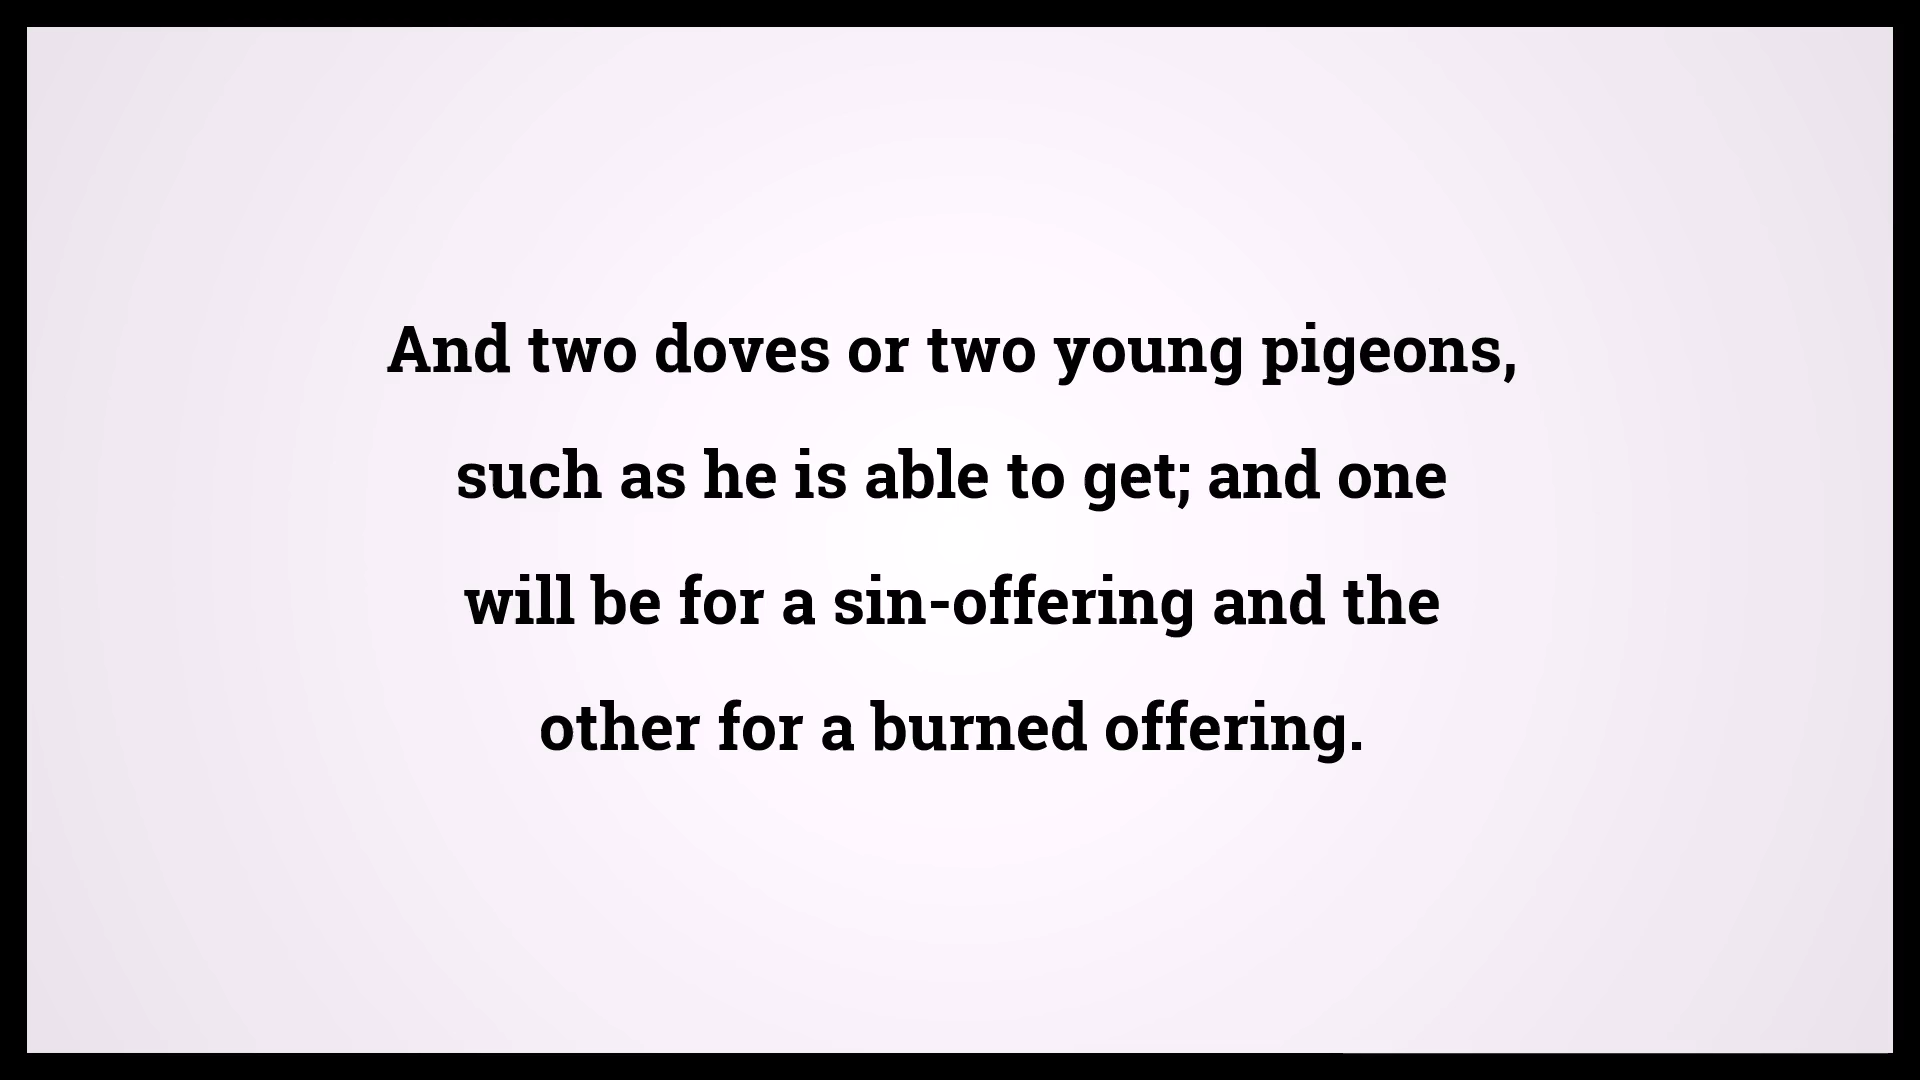 And two doves or two young pigeons,
such as he is able to get; and one
will be for a sin-offering and the
other for a burned offering.